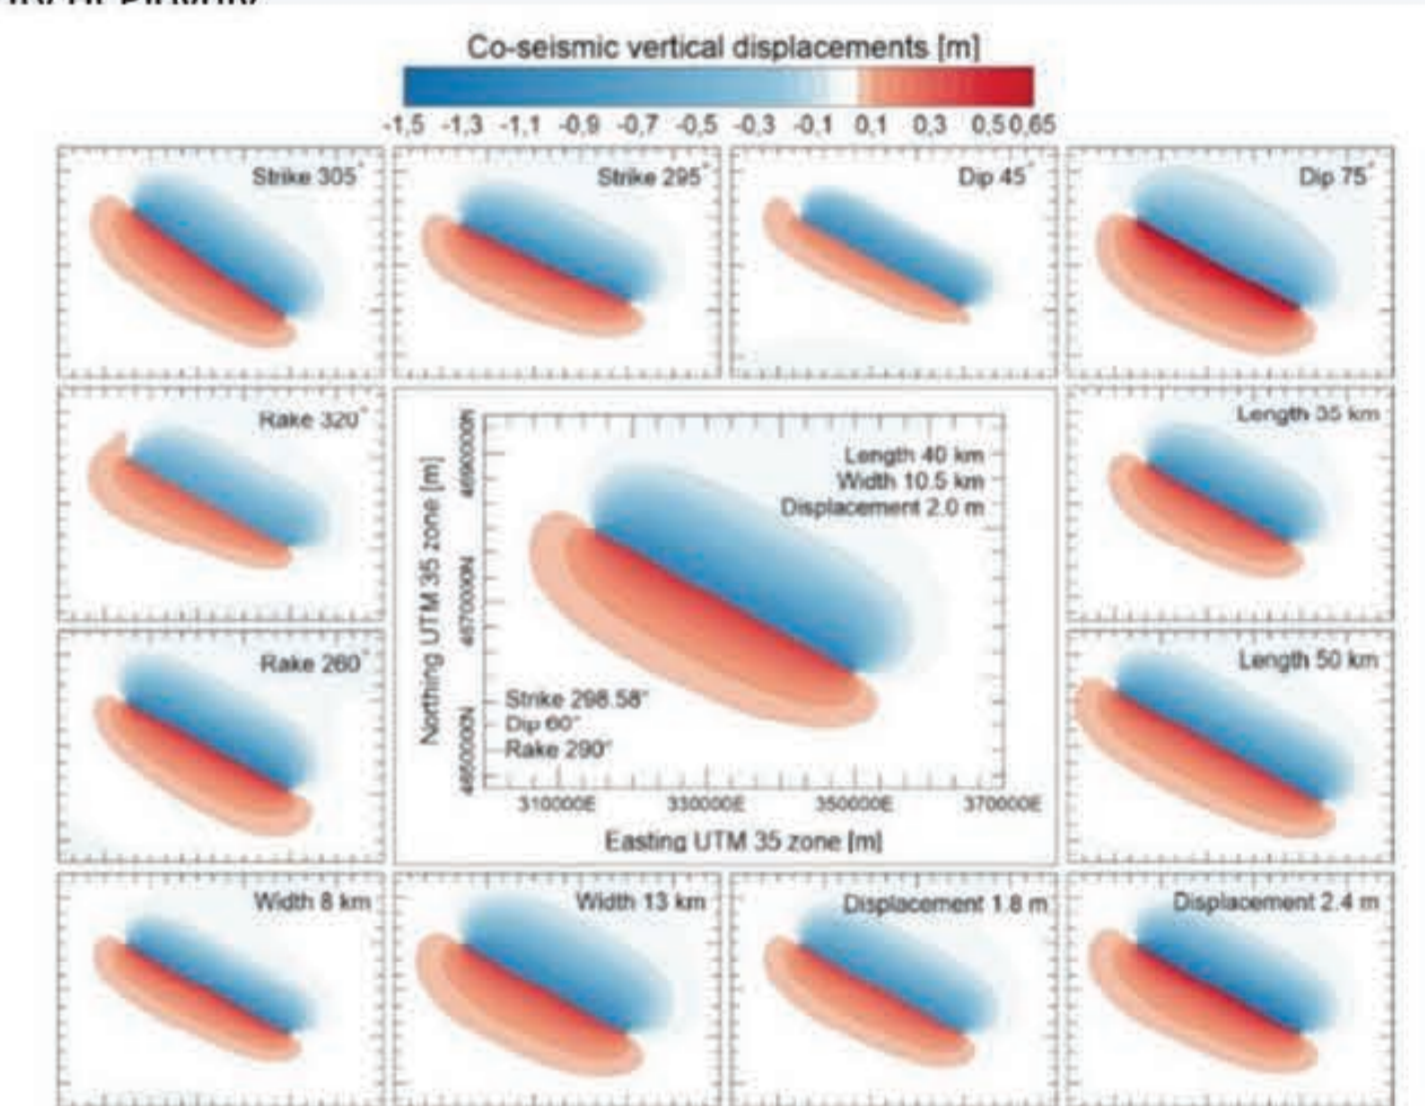 Co-seismic vertical displacements [m]
-1,5 -1,3 -1,1 -0,9 -0,7 -0,5 -0,3 -0,1 0,1 0,3 0,5 0,65
Strike 305°
Strike 295°
Dip 45°
Dip 75°
Rake 320°
Length 40 km
Width 10.5 km
Displacement 2.0 m
Strike 298.58°
Dip 60°
Rake 290°
Northing UTM 35 zone [m]
4690000N
4670000N
4650000N
310000E 330000E 350000E 370000E
Easting UTM 35 zone [m]
Length 35 km
Rake 260°
Length 50 km
Width 8 km
Width 13 km
Displacement 1.8 m
Displacement 2.4 m